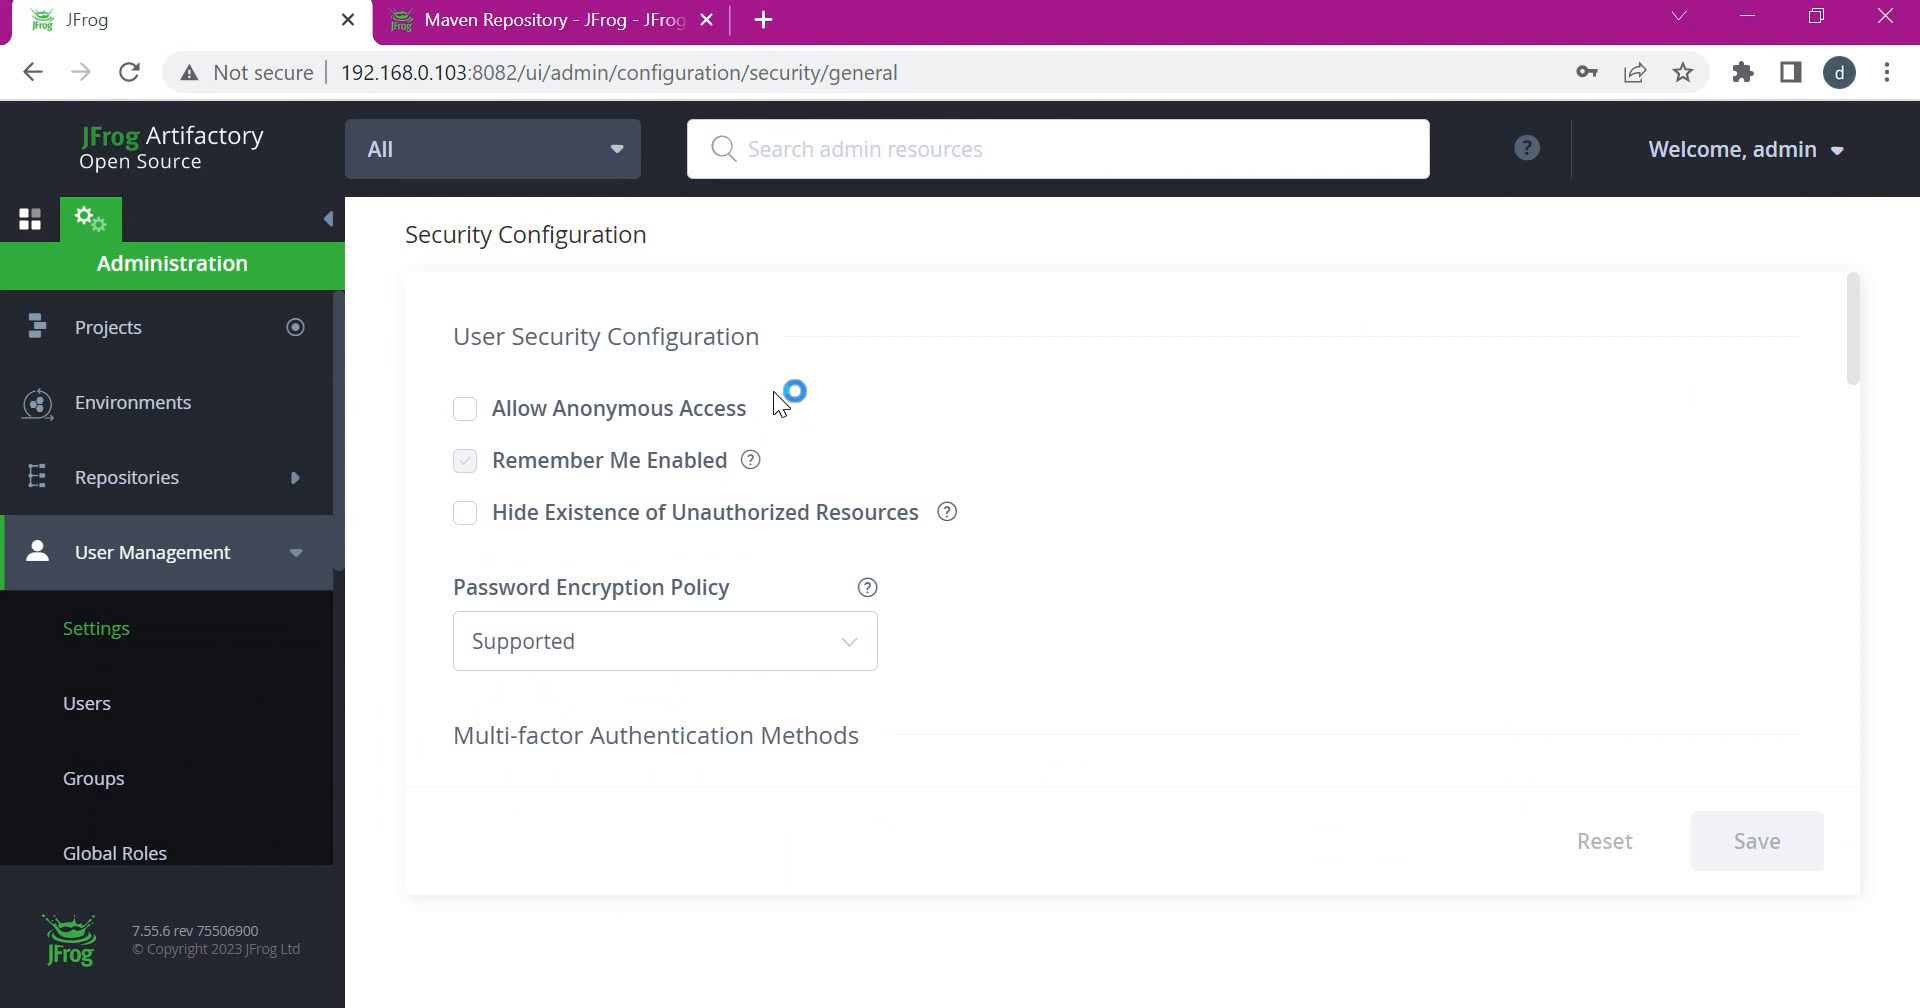 JFrog
Maven Repository - JFrog - JFrog
Not secure
192.168.0.103:8082/ui/admin/configuration/security/general
d
JFrog Artifactory
Open Source
All
Search admin resources
?
Welcome, admin
Administration
Projects
Environments
Repositories
User Management
Settings
Users
Groups
Global Roles
JFrog
7.55.6 rev 75506900
© Copyright 2023 JFrog Ltd
Security Configuration
User Security Configuration
Allow Anonymous Access
Remember Me Enabled ?
Hide Existence of Unauthorized Resources ?
Password Encryption Policy ?
Supported
Multi-factor Authentication Methods
Reset
Save